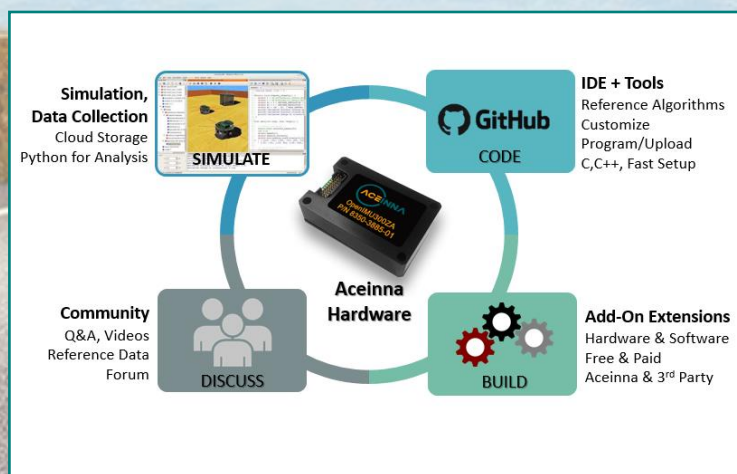 Simulation,
Data Collection
Cloud Storage
Python for Analysis
SIMULATE
GitHub
CODE
IDE + Tools
Reference Algorithms
Customize
Program/Upload
C,C++, Fast Setup
ACEINNA
OpenIMU300ZA
P/N 8350-3885-01
Aceinna
Hardware
Community
Q&A, Videos
Reference Data
Forum
DISCUSS
BUILD
Add-On Extensions
Hardware & Software
Free & Paid
Aceinna & 3rd Party